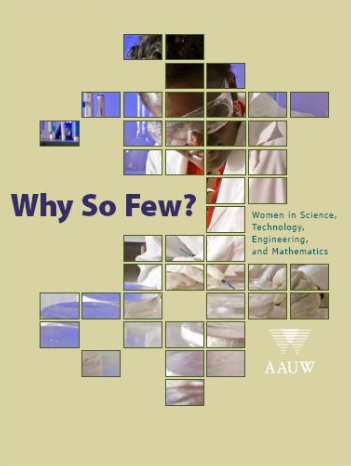 Why So Few?
Women in Science,
Technology,
Engineering,
and Mathematics
AAUW